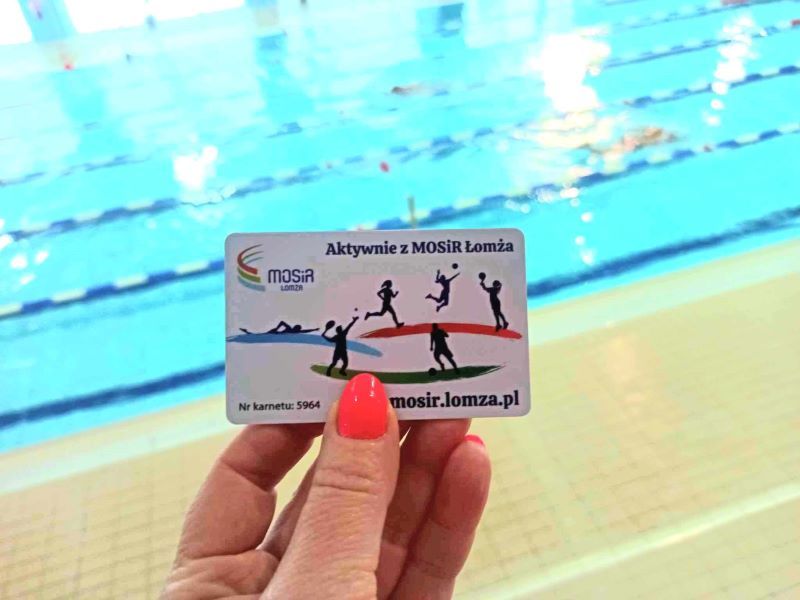 Aktywnie z MOSiR Łomża
MOSiR
ŁOMŻA
Nr karnetu: 5964
mosir.lomza.pl